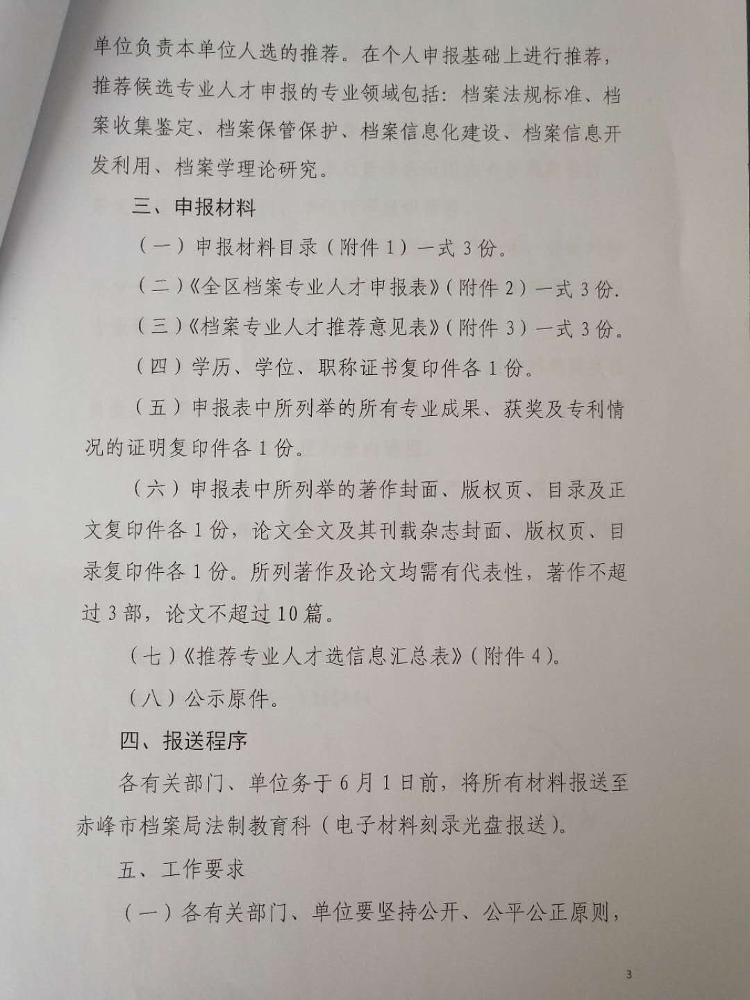 单位负责本单位人选的推荐。在个人申报基础上进行推荐，
推荐候选专业人才申报的专业领域包括：档案法规标准、档
案收集鉴定、档案保管保护、档案信息化建设、档案信息开
发利用、档案学理论研究。
三、申报材料
（一）申报材料目录（附件1）一式3份。
（二）《全区档案专业人才申报表》（附件2）一式3份.
（三）《档案专业人才推荐意见表》（附件3）一式3份。
（四）学历、学位、职称证书复印件各1份。
（五）申报表中所列举的所有专业成果、获奖及专利情
况的证明复印件各1份。
（六）申报表中所列举的著作封面、版权页、目录及正
文复印件各1份，论文全文及其刊载杂志封面、版权页、目
录复印件各1份。所列著作及论文均需有代表性，著作不超
过3部，论文不超过10篇。
（七）《推荐专业人才选信息汇总表》（附件4）。
（八）公示原件。
四、报送程序
各有关部门、单位务于6月1日前，将所有材料报送至
赤峰市档案局法制教育科（电子材料刻录光盘报送）。
五、工作要求
（一）各有关部门、单位要坚持公开、公平公正原则，
3